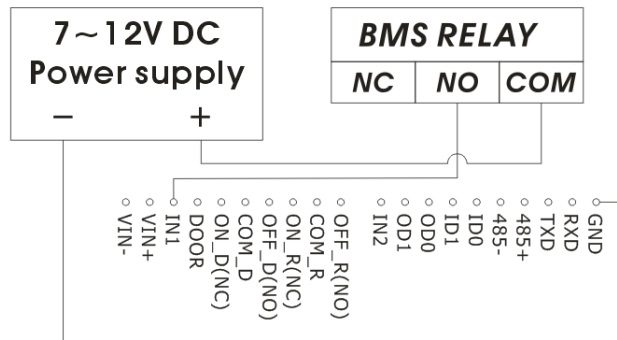 7~12V DC
Power supply
− +
BMS RELAY
NC NO COM
VIN-
VIN+
IN1
DOOR
ON_D(NC)
COM_D
OFF_D(NO)
ON_R(NC)
COM_R
OFF_R(NO)
IN2
OD1
OD0
ID1
ID0
485-
485+
TXD
RXD
GND